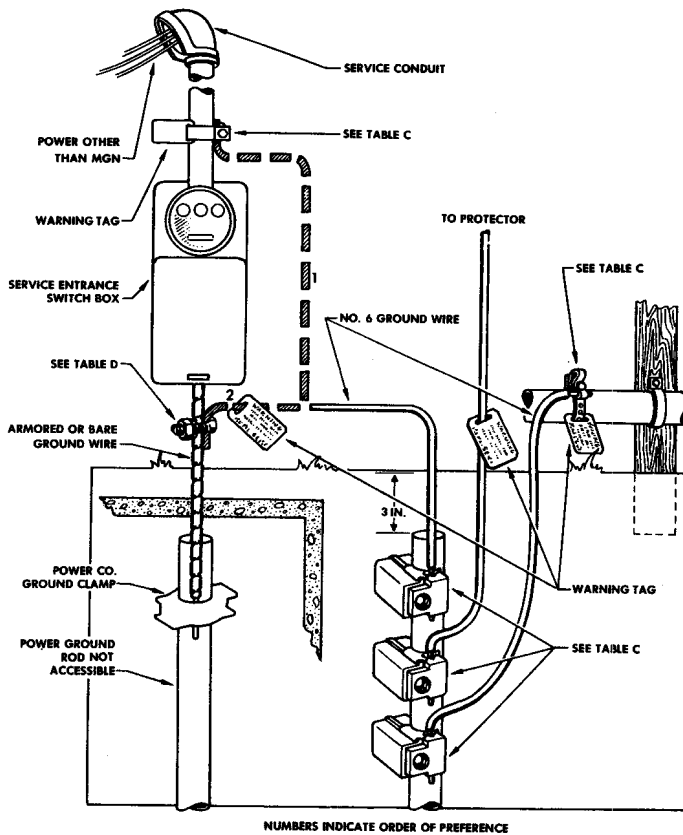 SERVICE CONDUIT
POWER OTHER
THAN MGN
SEE TABLE C
WARNING TAG
TO PROTECTOR
SEE TABLE C
SERVICE ENTRANCE
SWITCH BOX
1
NO. 6 GROUND WIRE
SEE TABLE D
2
ARMORED OR BARE
GROUND WIRE
3 IN.
POWER CO.
GROUND CLAMP
WARNING TAG
POWER GROUND
ROD NOT
ACCESSIBLE
SEE TABLE C
NUMBERS INDICATE ORDER OF PREFERENCE